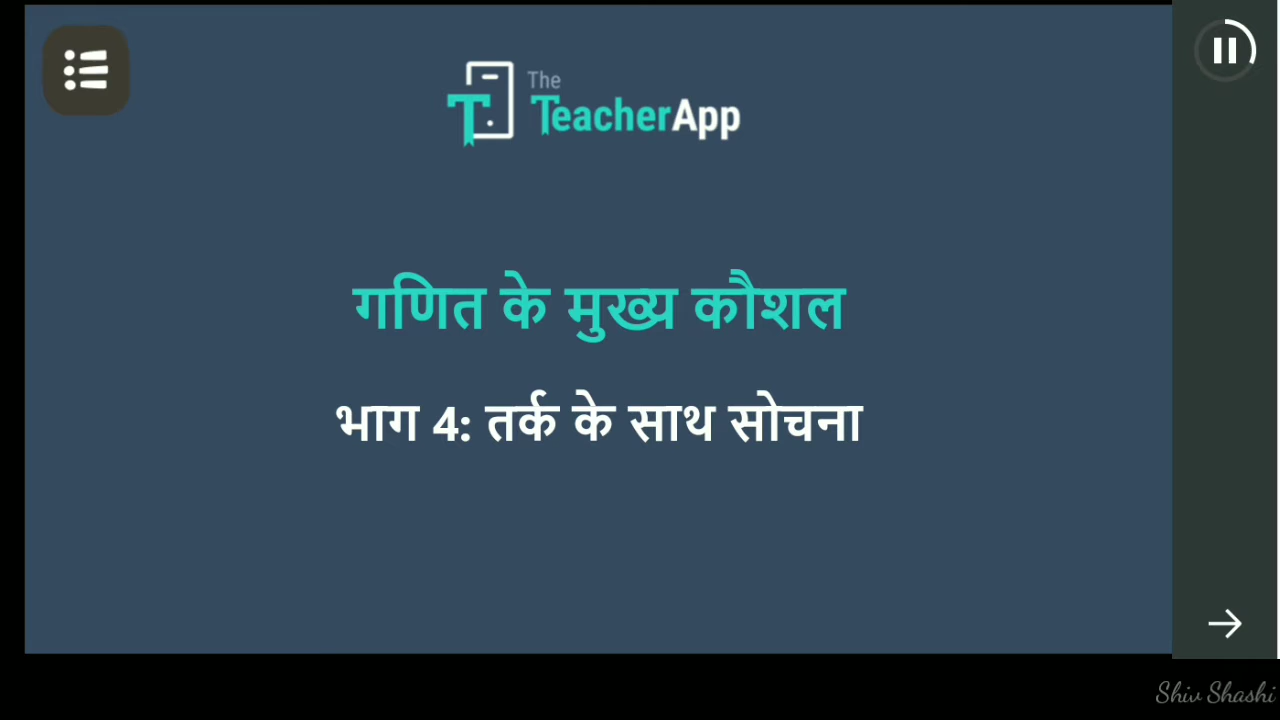 The
TeacherApp
गणित के मुख्य कौशल
भाग 4: तर्क के साथ सोचना
Shiv Shashi